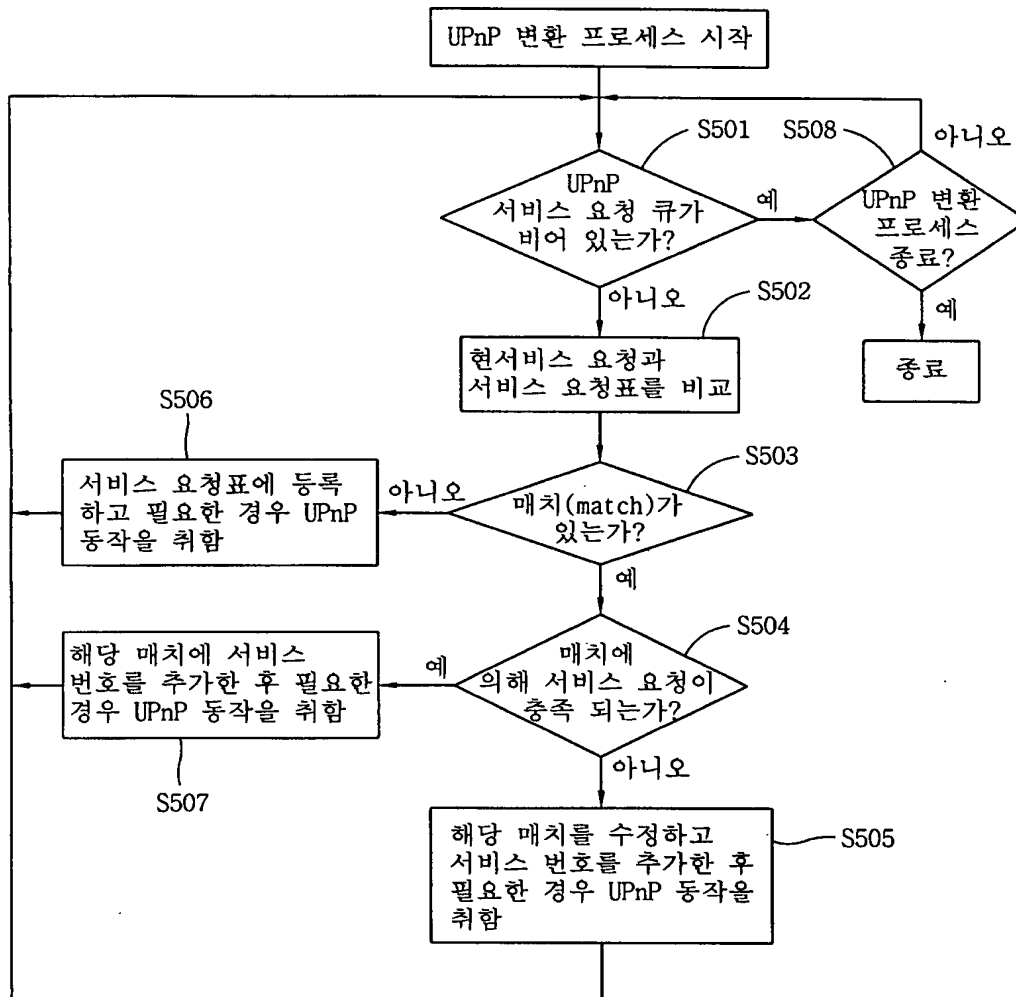 UPnP 변환 프로세스 시작
S501
S508
아니오
UPnP
서비스 요청 큐가
비어 있는가?
예
UPnP 변환
프로세스
종료?
아니오
S502
예
현서비스 요청과
서비스 요청표를 비교
종료
S506
S503
서비스 요청표에 등록
하고 필요한 경우 UPnP
동작을 취함
아니오
매치(match)가
있는가?
예
S504
해당 매치에 서비스
번호를 추가한 후 필요한
경우 UPnP 동작을 취함
예
매치에
의해 서비스 요청이
충족 되는가?
아니오
S507
해당 매치를 수정하고
서비스 번호를 추가한 후
필요한 경우 UPnP 동작을
취함
S505